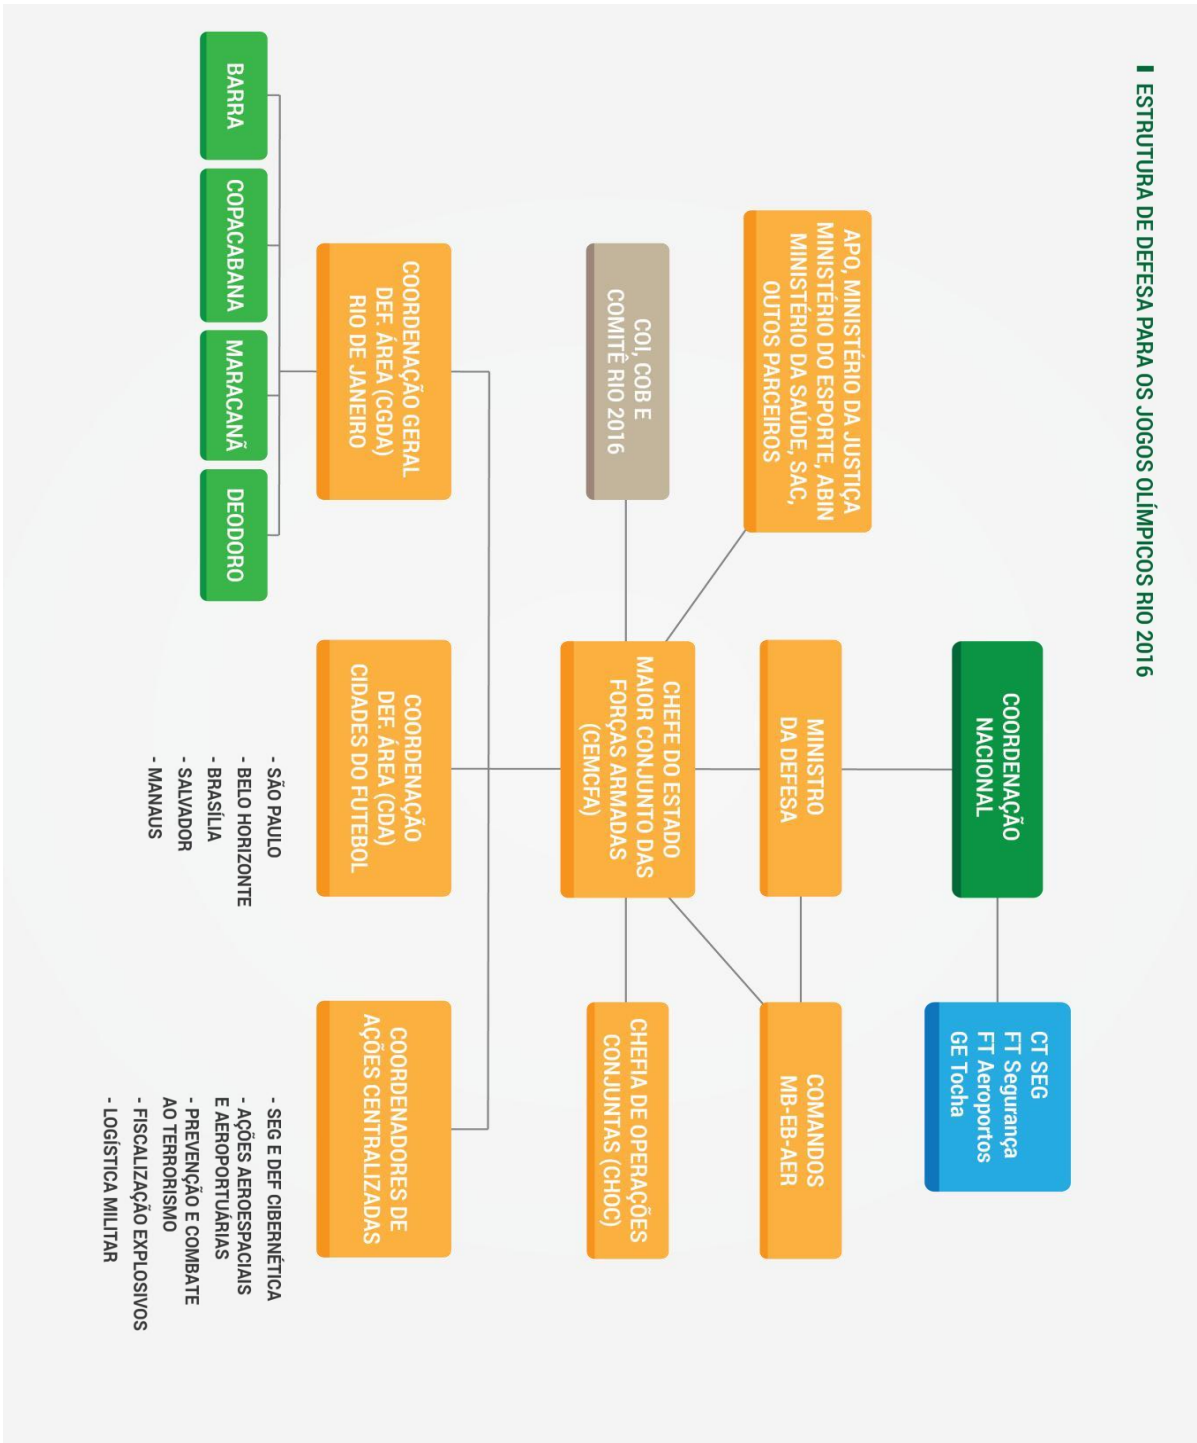 ESTRUTURA DE DEFESA PARA OS JOGOS OLÍMPICOS RIO 2016
COORDENAÇÃO
NACIONAL
CT SEG
FT Segurança
FT Aeroportos
GE Tocha
APO, MINISTÉRIO DA JUSTIÇA
MINISTÉRIO DO ESPORTE, ABIN
MINISTÉRIO DA SAÚDE, SAC,
OUTOS PARCEIROS
MINISTRO
DA DEFESA
COMANDOS
MB-EB-AER
COI, COB E
COMITÊ RIO 2016
CHEFE DO ESTADO
MAIOR CONJUNTO DAS
FORÇAS ARMADAS
(CEMCFA)
CHEFIA DE OPERAÇÕES
CONJUNTAS (CHOC)
COORDENAÇÃO GERAL
DEF. ÁREA (CGDA)
RIO DE JANEIRO
COORDENAÇÃO
DEF. ÁREA (CDA)
CIDADES DO FUTEBOL
COORDENADORES DE
AÇÕES CENTRALIZADAS
BARRA
COPACABANA
MARACANÃ
DEODORO
- SÃO PAULO
- BELO HORIZONTE
- BRASÍLIA
- SALVADOR
- MANAUS
- SEG E DEF CIBERNÉTICA
- AÇÕES AEROESPACIAIS
E AEROPORTUÁRIAS
- PREVENÇÃO E COMBATE
AO TERRORISMO
- FISCALIZAÇÃO EXPLOSIVOS
- LOGÍSTICA MILITAR